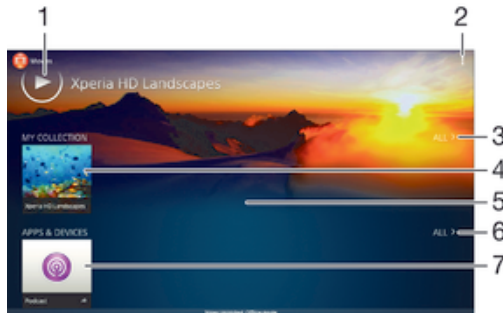 1
2
Movies
Xperia HD Landscapes
MY COLLECTION
ALL >
3
4
Xperia HD Landscapes
5
APPS & DEVICES
ALL >
6
7
Podcast